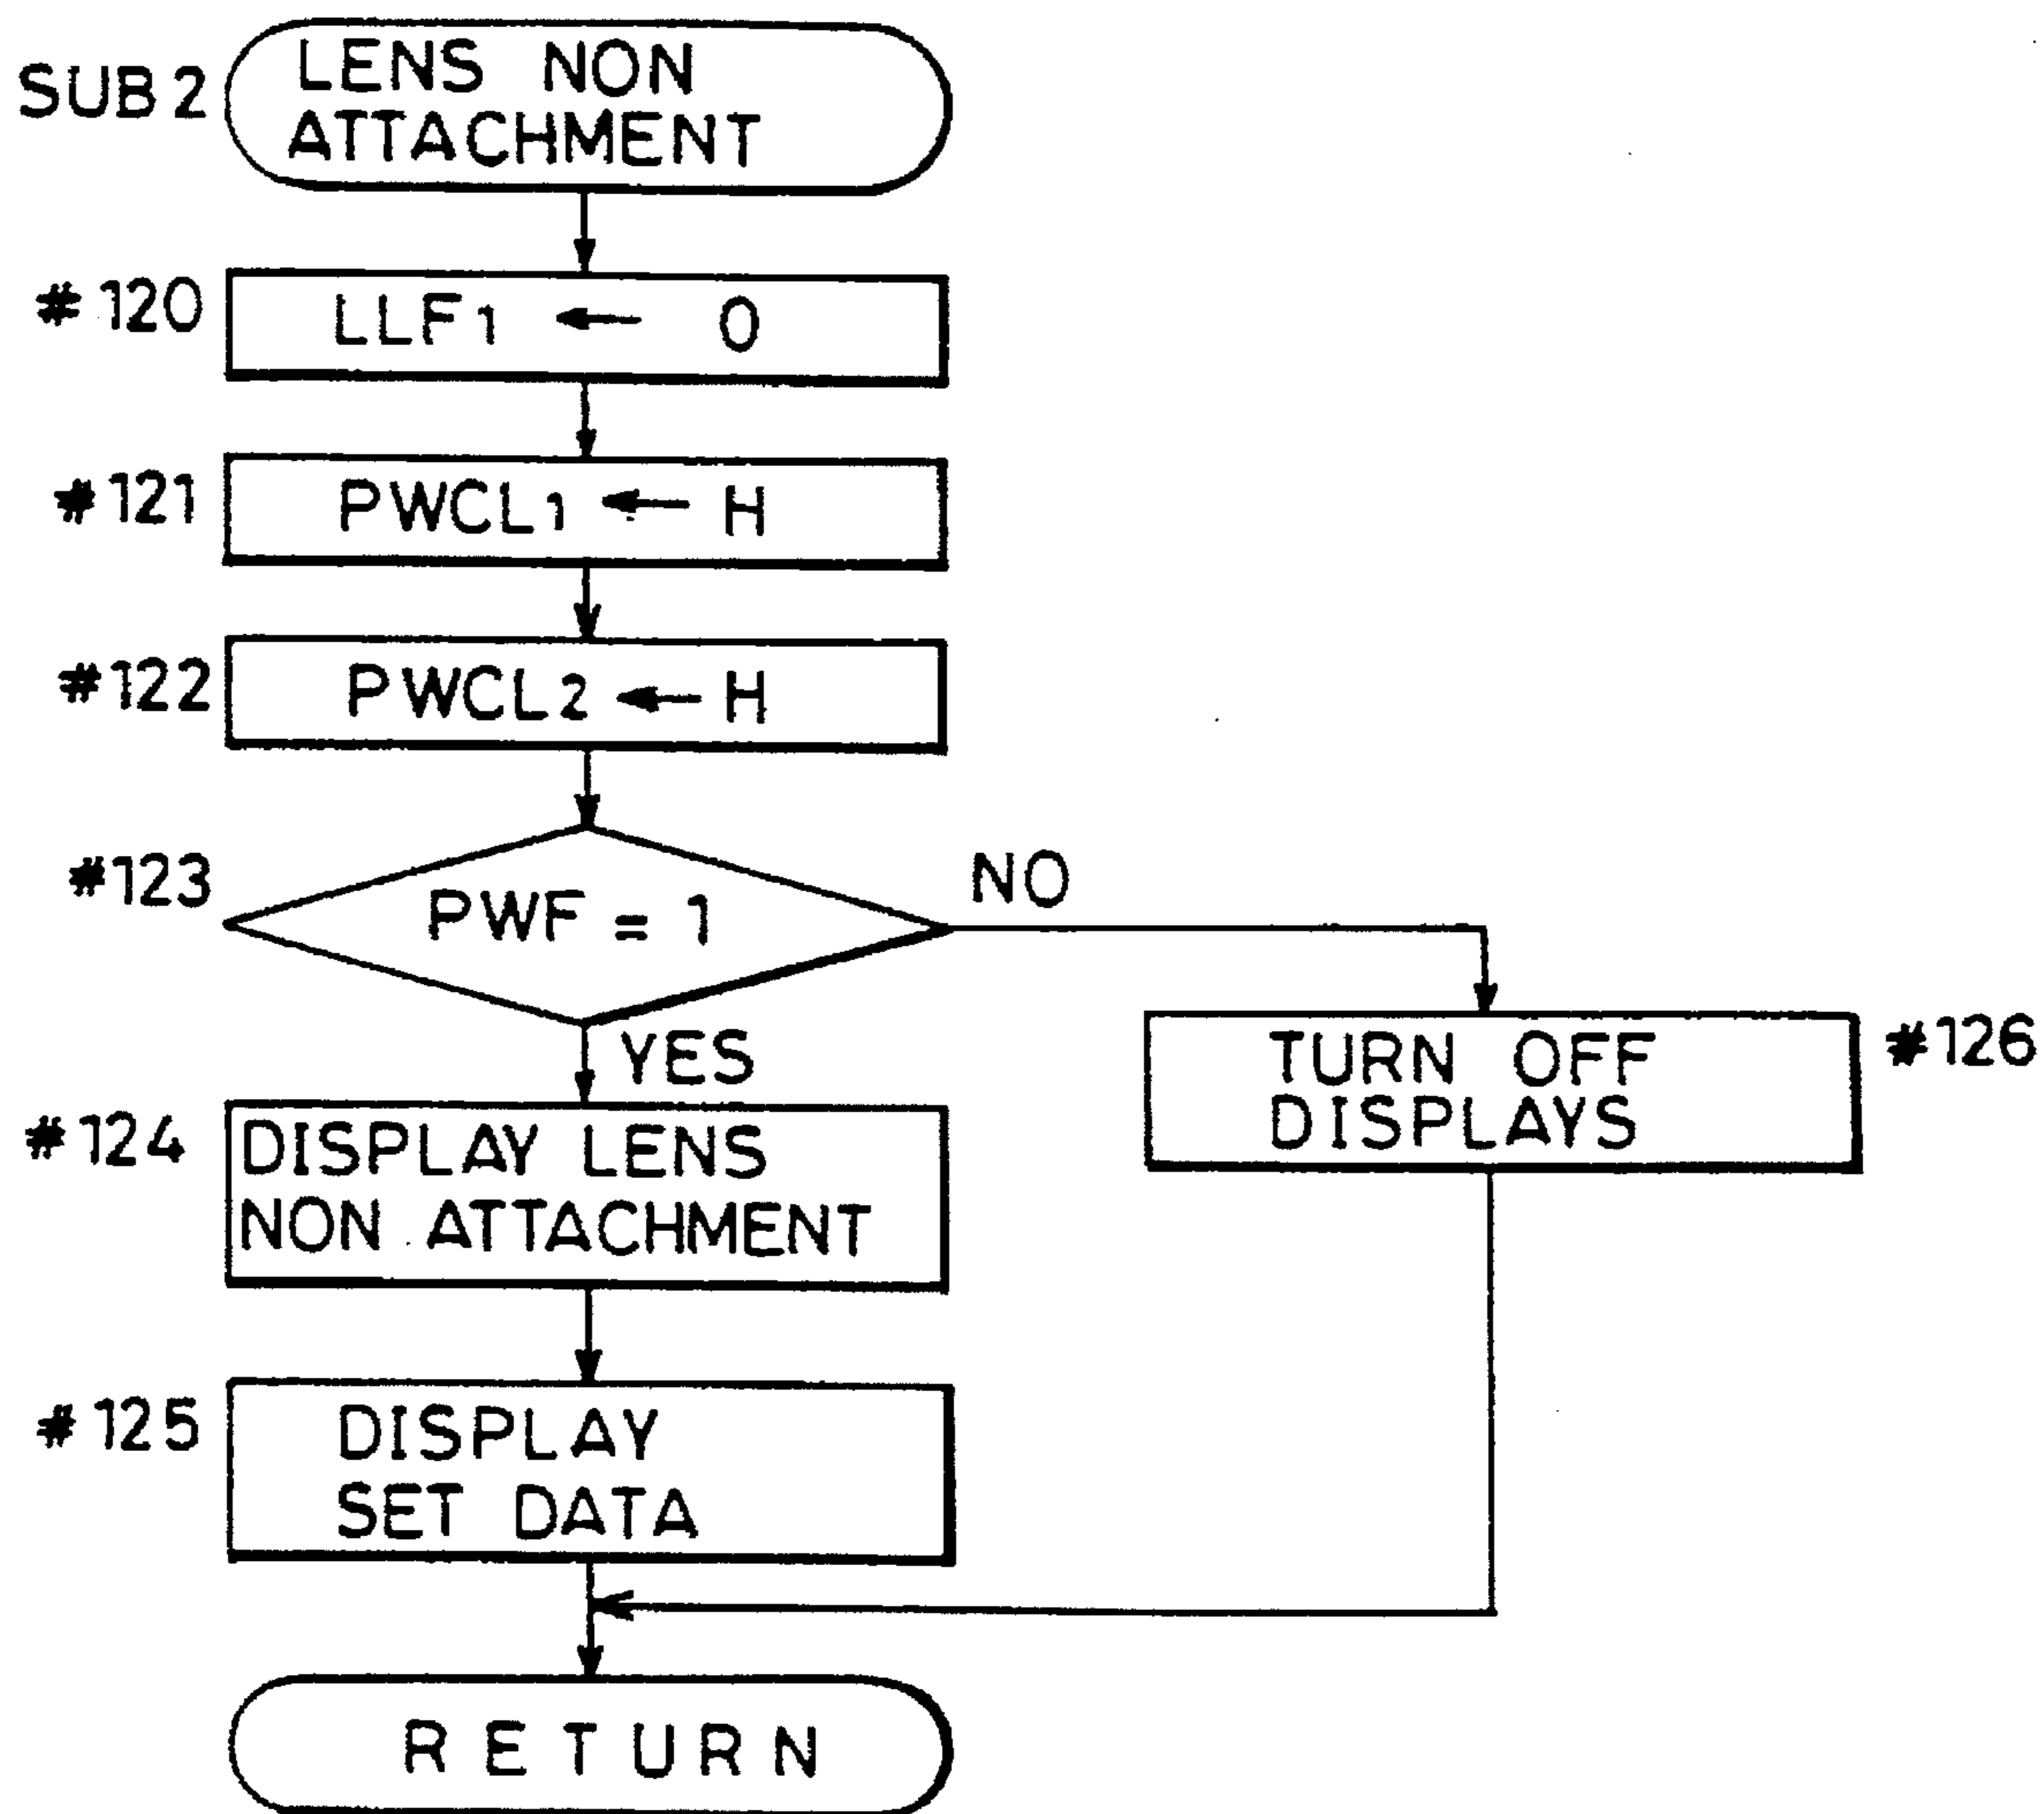 SUB 2
LENS NON
ATTACHMENT
#120
LLF1 ← 0
#121
PWCL1 ← H
#122
PWCL2 ← H
#123
PWF = 1
NO
YES
TURN OFF
DISPLAYS
#126
#124
DISPLAY LENS
NON ATTACHMENT
#125
DISPLAY
SET DATA
RETURN